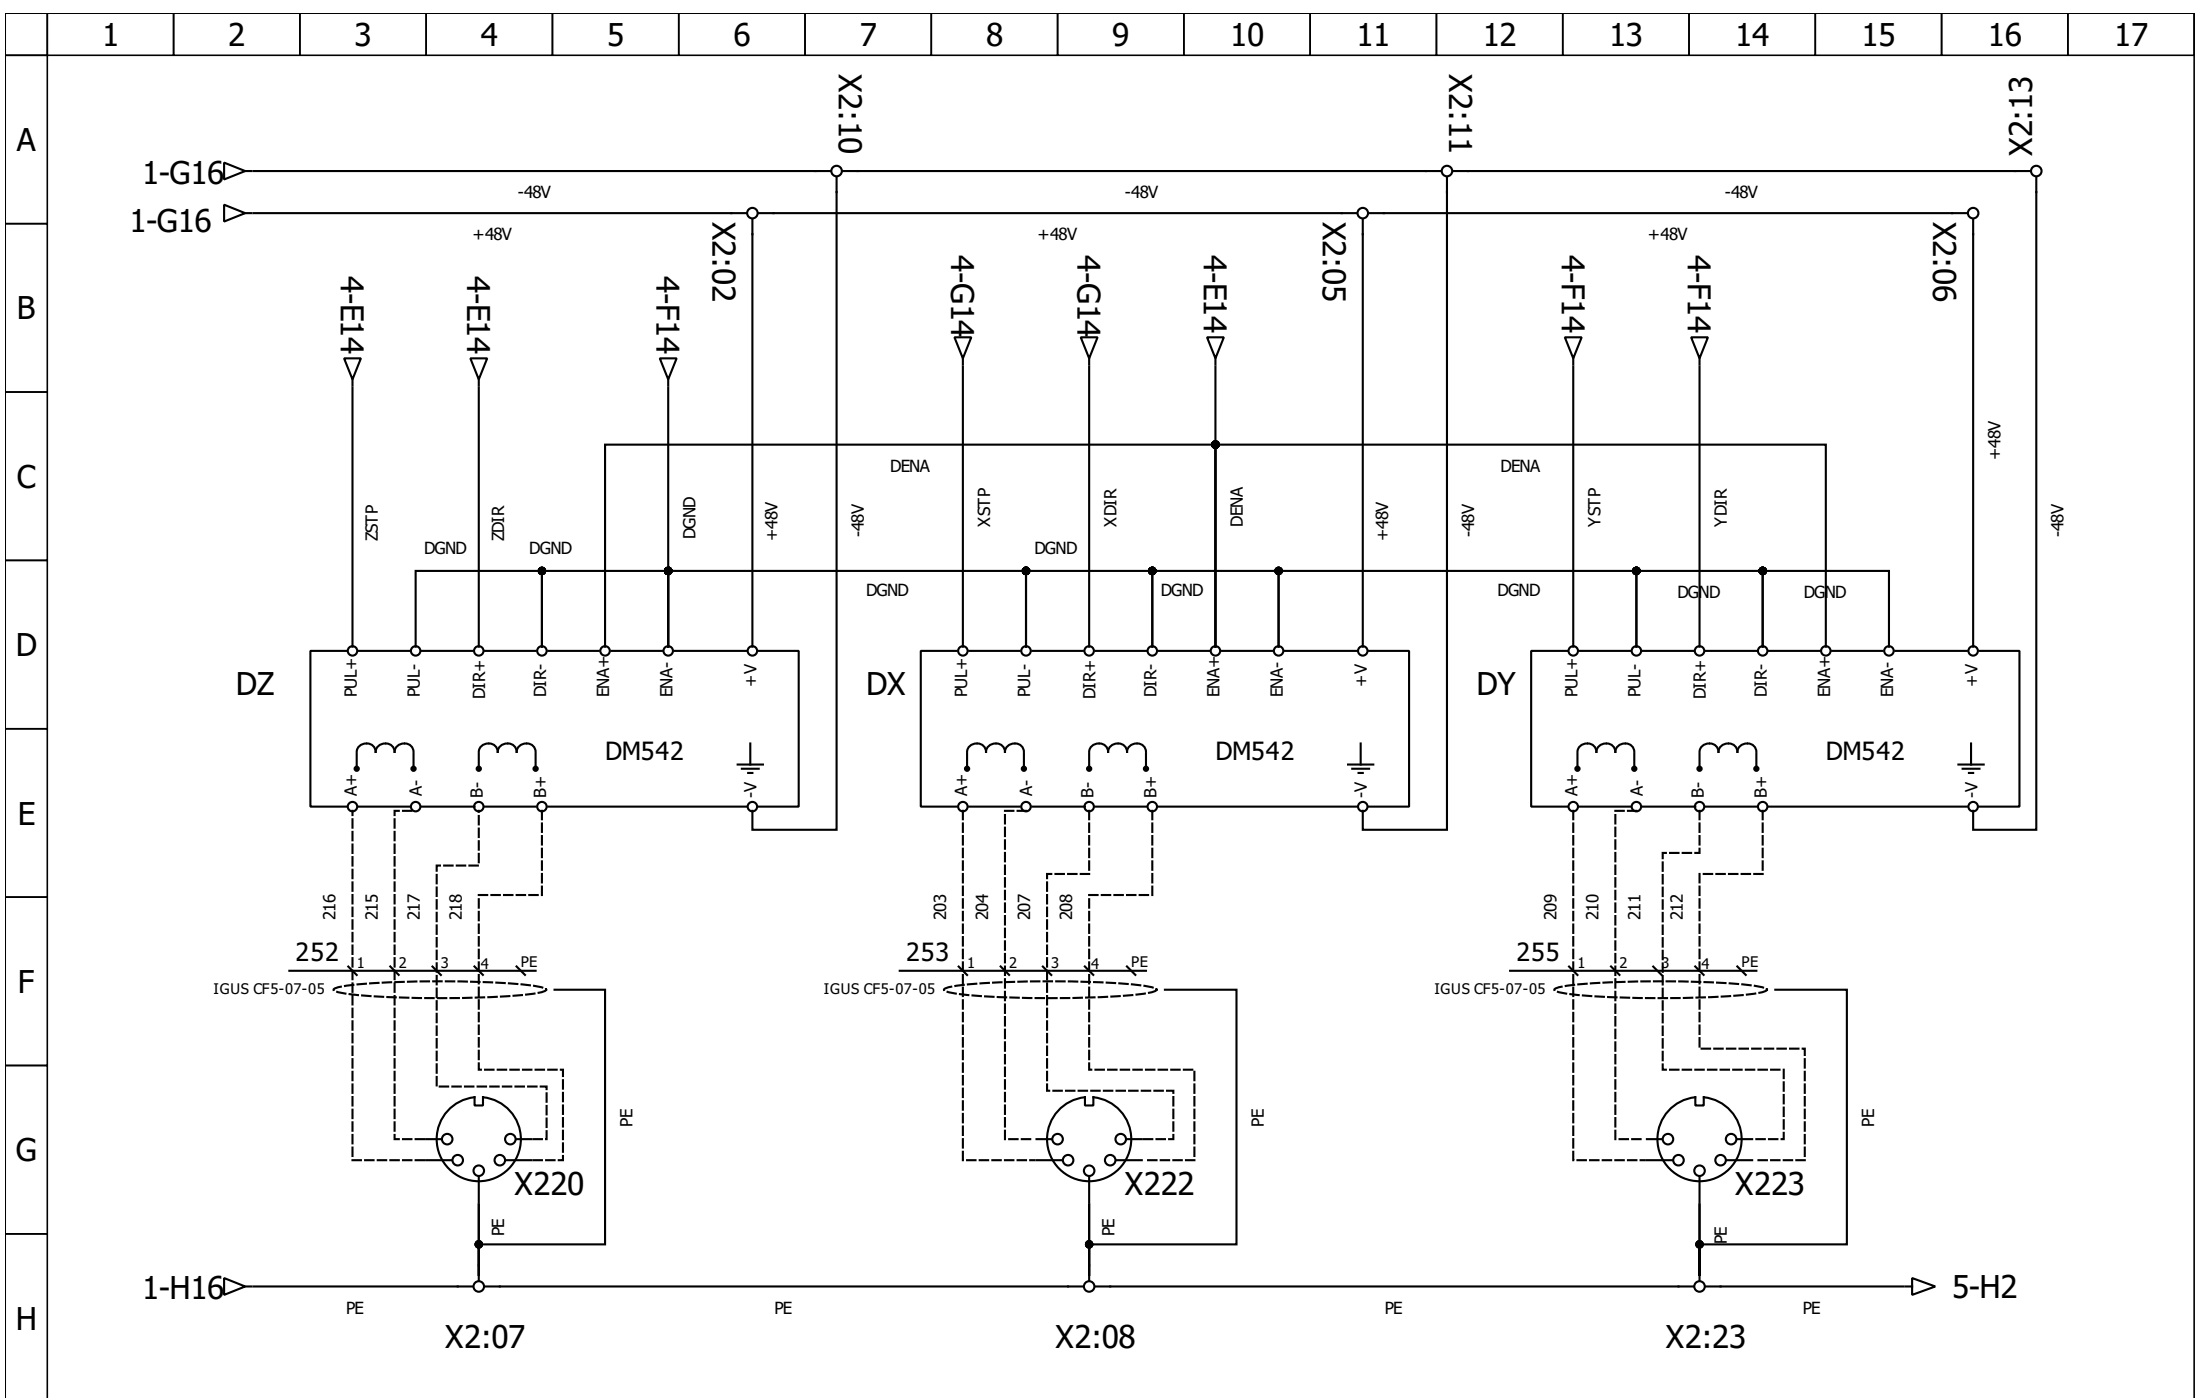 1 2 3 4 5 6 7 8 9 10 11 12 13 14 15 16 17
A
X2:10 X2:11 X2:13
1-G16
-48V -48V -48V
1-G16
X2:02 X2:05 X2:06
+48V +48V +48V
B
4-E14 4-E14 4-F14 4-G14 4-G14 4-E14 4-F14 4-F14
C
DENA DENA
+48V
ZSTP ZDIR DGND +48V -48V XSTP XDIR DENA +48V -48V YSTP YDIR -48V
DGND DGND DGND
DGND DGND DGND DGND DGND
D
DZ PUL+ PUL- DIR+ DIR- ENA+ ENA- +V
DX PUL+ PUL- DIR+ DIR- ENA+ ENA- +V
DY PUL+ PUL- DIR+ DIR- ENA+ ENA- +V
DM542 DM542 DM542
A+ A- B- B+ -V
A+ A- B- B+ -V
A+ A- B- B+ -V
E
216 215 217 218 203 204 207 208 209 210 211 212
252 1 2 3 4 PE
253 1 2 3 4 PE
255 1 2 3 4 PE
F
IGUS CF5-07-05 IGUS CF5-07-05 IGUS CF5-07-05
PE PE PE
G
X220 X222 X223
PE PE PE
1-H16 5-H2
PE PE PE PE
H
X2:07 X2:08 X2:23